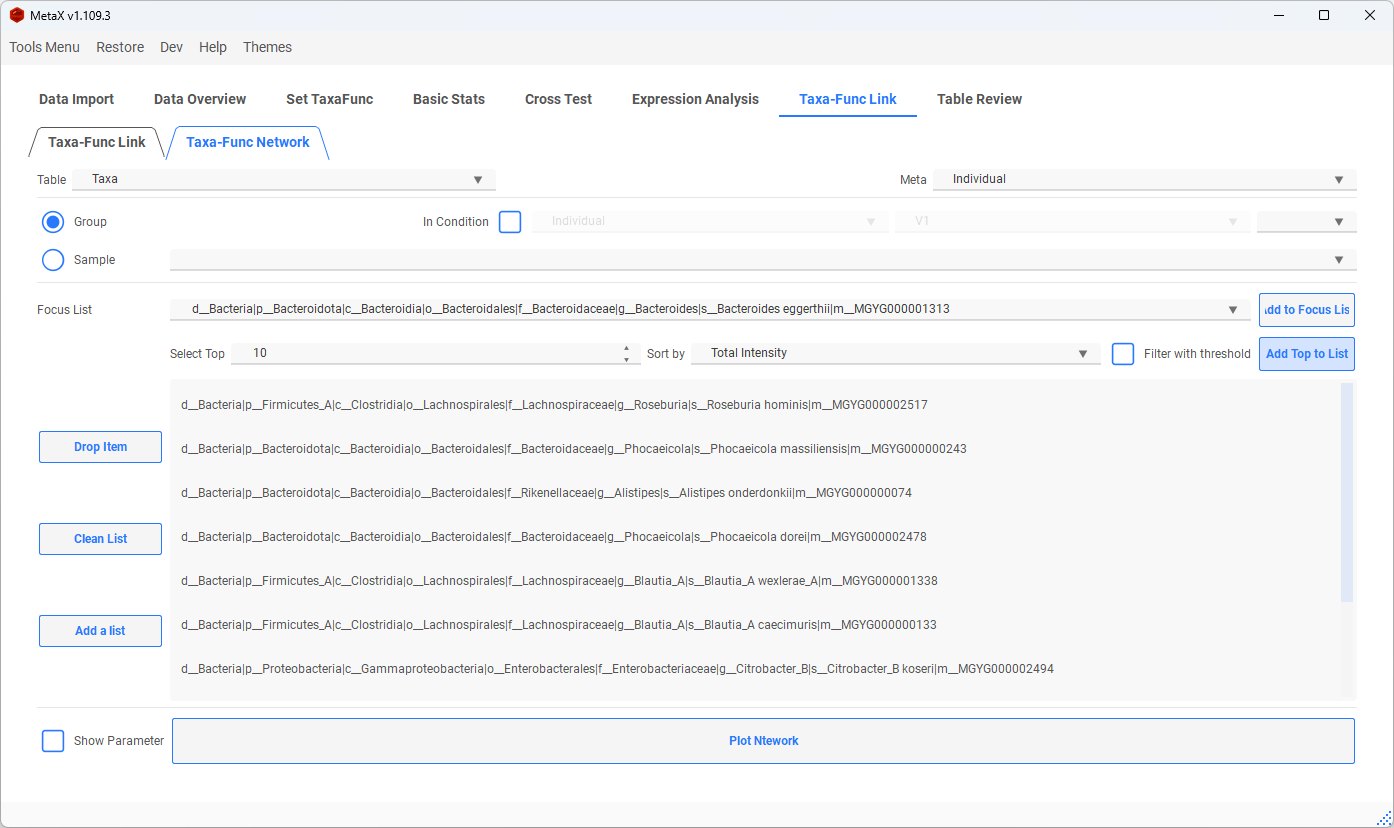 MetaX v1.109.3
Tools Menu Restore Dev Help Themes
Data Import Data Overview Set TaxaFunc Basic Stats Cross Test Expression Analysis Taxa-Func Link Table Review
Taxa-Func Link Taxa-Func Network
Table Taxa Meta Individual
Group In Condition Individual V1
Sample
Focus List d__Bacteria|p__Bacteroidota|c__Bacteroidia|o__Bacteroidales|f__Bacteroidaceae|g__Bacteroides|s__Bacteroides eggerthii|m__MGYG000001313 dd to Focus Lis
Select Top 10 Sort by Total Intensity Filter with threshold Add Top to List
d__Bacteria|p__Firmicutes_A|c__Clostridia|o__Lachnospirales|f__Lachnospiraceae|g__Roseburia|s__Roseburia hominis|m__MGYG000002517
Drop Item d__Bacteria|p__Bacteroidota|c__Bacteroidia|o__Bacteroidales|f__Bacteroidaceae|g__Phocaeicola|s__Phocaeicola massiliensis|m__MGYG000000243
d__Bacteria|p__Bacteroidota|c__Bacteroidia|o__Bacteroidales|f__Rikenellaceae|g__Alistipes|s__Alistipes onderdonkii|m__MGYG000000074
Clean List d__Bacteria|p__Bacteroidota|c__Bacteroidia|o__Bacteroidales|f__Bacteroidaceae|g__Phocaeicola|s__Phocaeicola dorei|m__MGYG000002478
d__Bacteria|p__Firmicutes_A|c__Clostridia|o__Lachnospirales|f__Lachnospiraceae|g__Blautia_A|s__Blautia_A wexlerae_A|m__MGYG000001338
Add a list d__Bacteria|p__Firmicutes_A|c__Clostridia|o__Lachnospirales|f__Lachnospiraceae|g__Blautia_A|s__Blautia_A caecimuris|m__MGYG000000133
d__Bacteria|p__Proteobacteria|c__Gammaproteobacteria|o__Enterobacterales|f__Enterobacteriaceae|g__Citrobacter_B|s__Citrobacter_B koseri|m__MGYG000002494
Show Parameter Plot Ntework